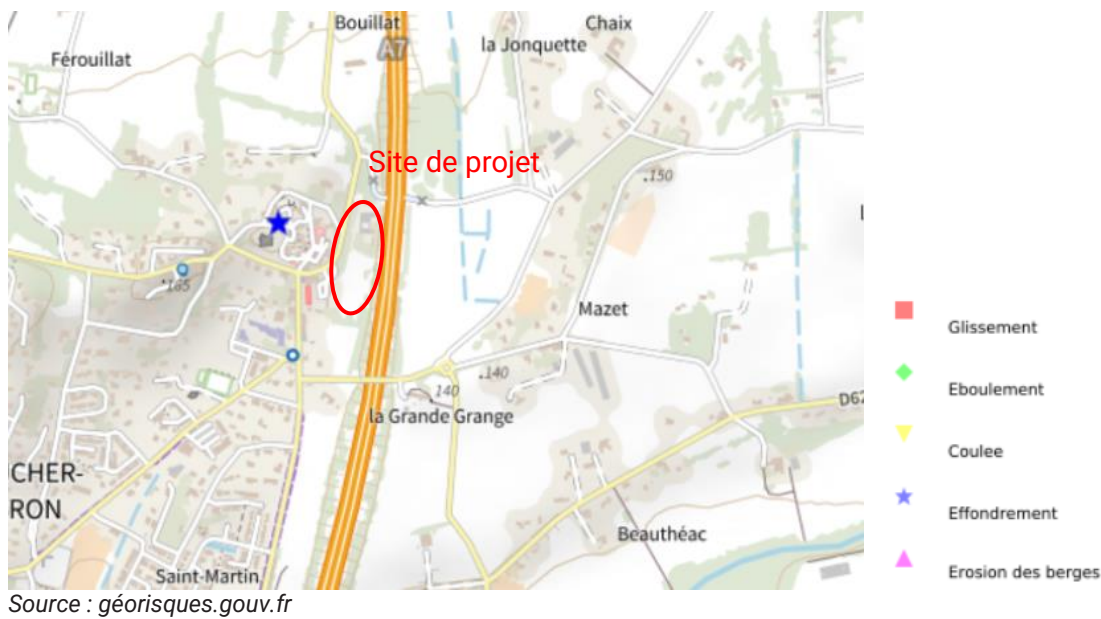 Bouillat
Chaix
A7
la Jonquette
Férouillat
Site de projet
.150
165
Mazet
Glissement
140
.140
Eboulement
D62
la Grande Grange
Coulee
CHER-
RON
Effondrement
Beauthéac
Saint-Martin
Erosion des berges
Source : géorisques.gouv.fr